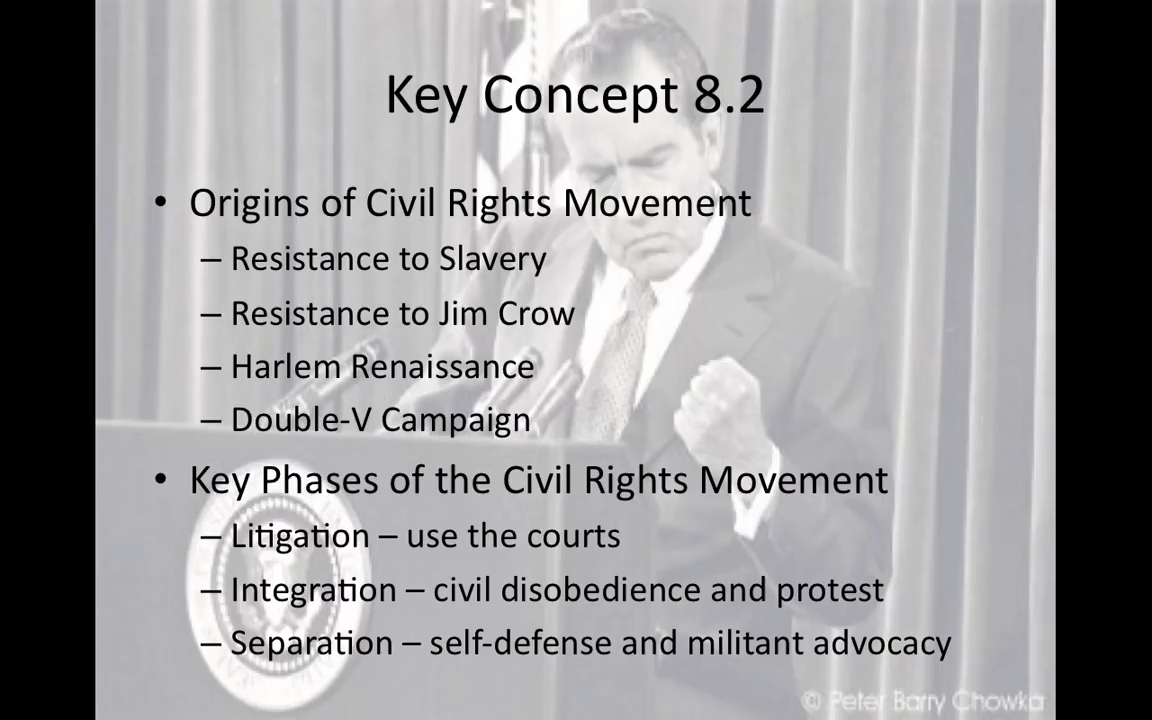 Key Concept 8.2
• Origins of Civil Rights Movement
– Resistance to Slavery
– Resistance to Jim Crow
– Harlem Renaissance
– Double-V Campaign
• Key Phases of the Civil Rights Movement
– Litigation – use the courts
– Integration – civil disobedience and protest
– Separation – self-defense and militant advocacy
© Peter Barry Chowka